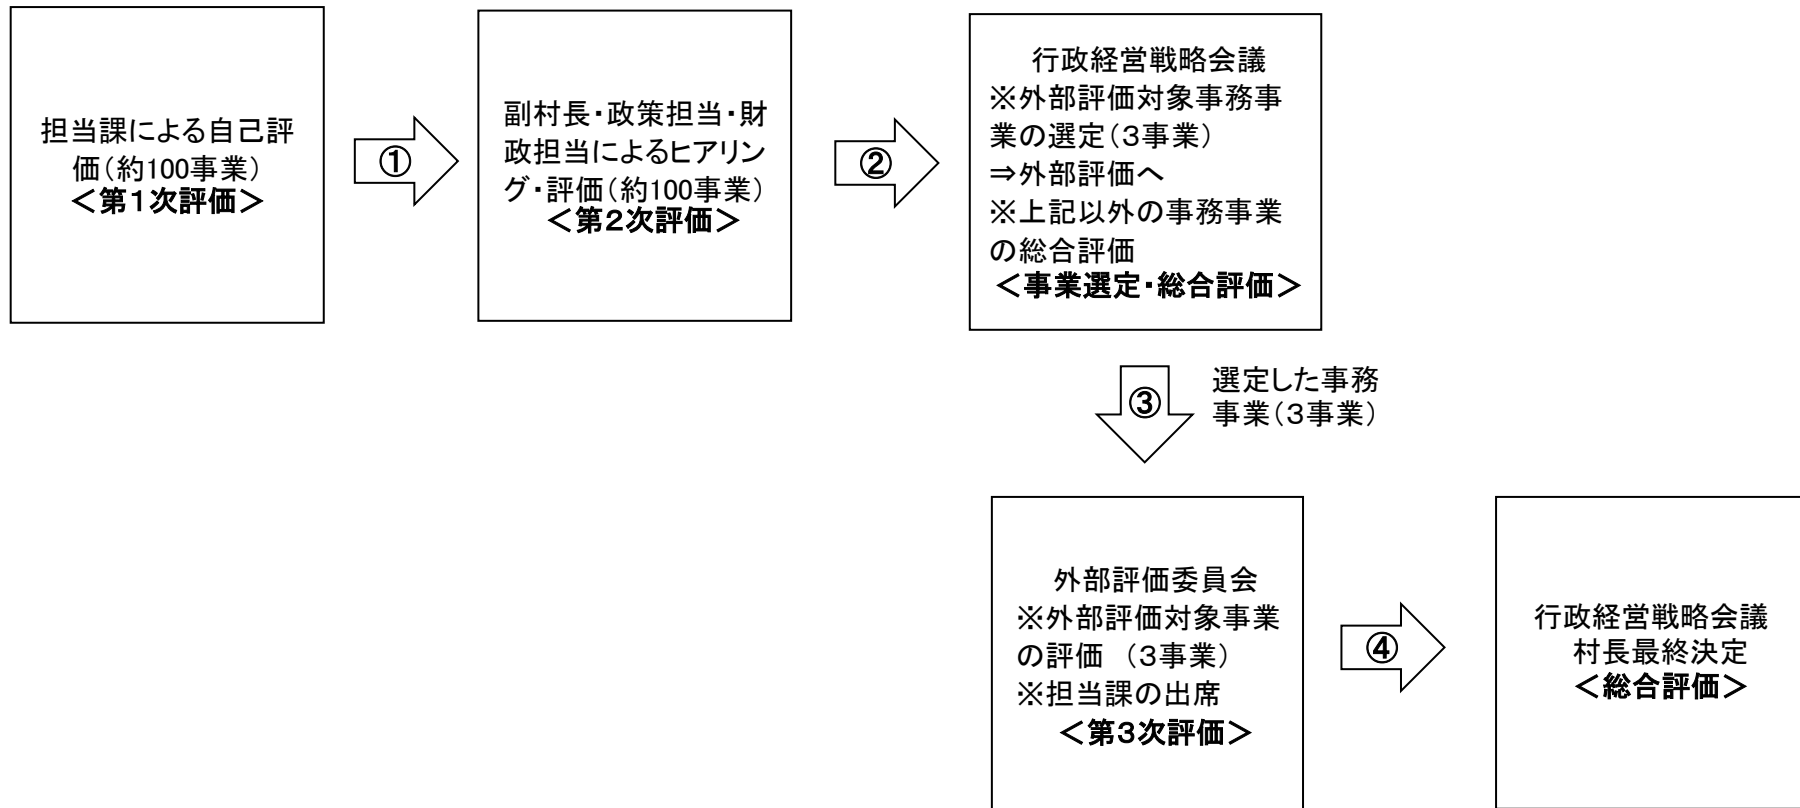 担当課による自己評
価（約100事業）
＜第１次評価＞
①
副村長・政策担当・財
政担当によるヒアリン
グ・評価（約100事業）
＜第２次評価＞
②
行政経営戦略会議
※外部評価対象事務事
業の選定（３事業）
⇒外部評価へ
※上記以外の事務事業
の総合評価
＜事業選定・総合評価＞
③
選定した事務
事業（３事業）
外部評価委員会
※外部評価対象事業
の評価　（３事業）
※担当課の出席
＜第３次評価＞
④
行政経営戦略会議
村長最終決定
＜総合評価＞